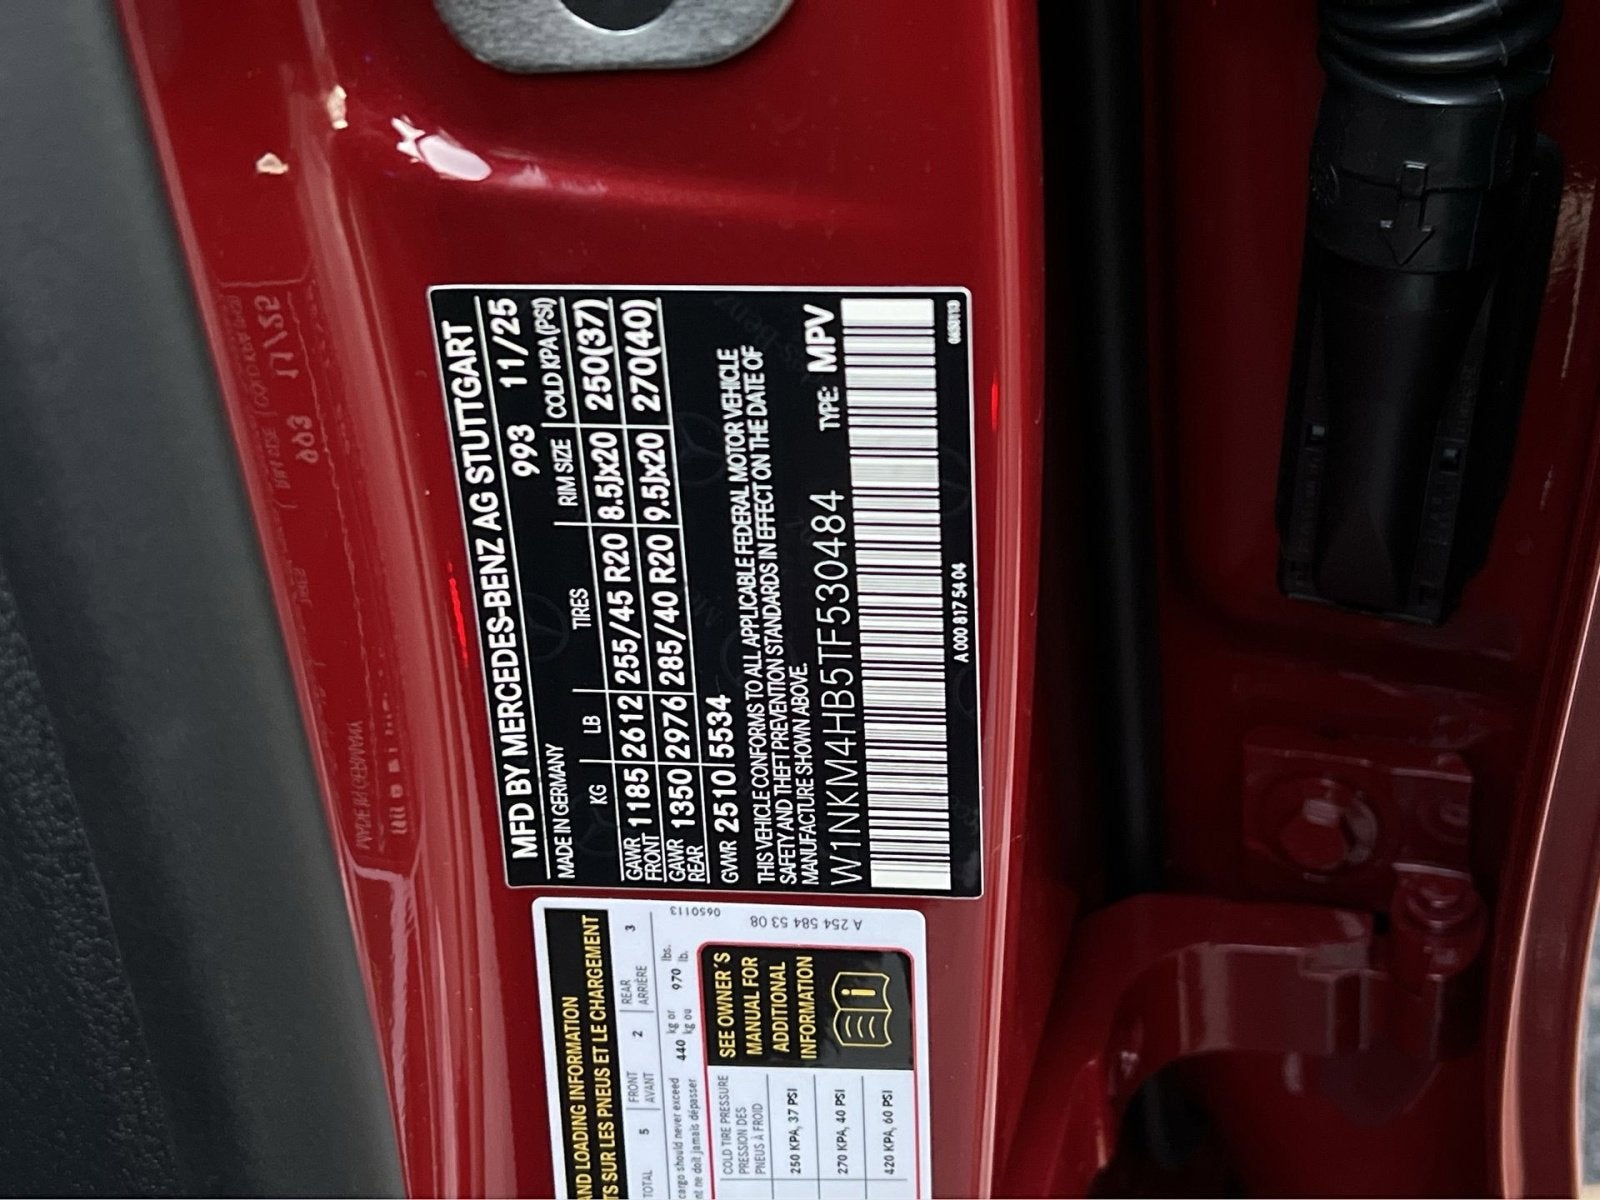 MFD BY MERCEDES-BENZ AG STUTTGART
MADE IN GERMANY 993 11/25
KG LB TIRES RIM SIZE COLD KPA(PSI)
GAWR FRONT 1185 2612 255/45 R20 8.5Jx20 250(37)
GAWR REAR 1350 2976 285/40 R20 9.5Jx20 270(40)
GVWR 2510 5534
THIS VEHICLE CONFORMS TO ALL APPLICABLE FEDERAL MOTOR VEHICLE
SAFETY AND THEFT PREVENTION STANDARDS IN EFFECT ON THE DATE OF
MANUFACTURE SHOWN ABOVE.
W1NKM4HB5TF530484 TYPE: MPV
A 000 817 54 04 0650113
AND LOADING INFORMATION
TS SUR LES PNEUS ET LE CHARGEMENT
TOTAL 5 FRONT AVANT 2 REAR ARRIÈRE 3
cargo should never exceed 440 kg or 970 lbs.
nt ne doit jamais dépasser kg ou lb.
0650113
A 254 584 53 08
COLD TIRE PRESSURE
PRESSION DES
PNEUS À FROID
250 KPA, 37 PSI
270 KPA, 40 PSI
420 KPA, 60 PSI
SEE OWNER'S
MANUAL FOR
ADDITIONAL
INFORMATION